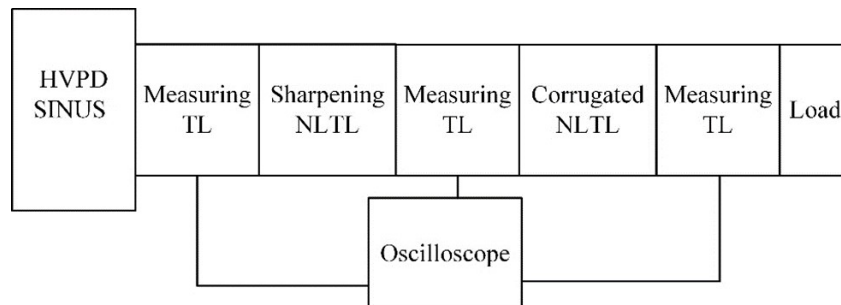 HVPD
SINUS
Measuring
TL
Sharpening
NLTL
Measuring
TL
Corrugated
NLTL
Measuring
TL
Load
Oscilloscope